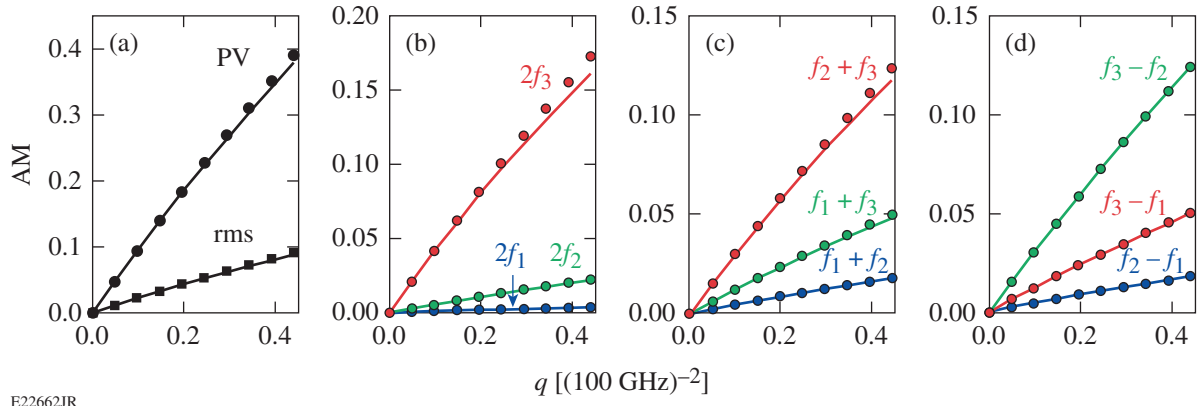 0.4
0.3
0.2
0.1
0.0
AM
(a)
PV
rms
0.0 0.2 0.4
0.20
0.15
0.10
0.05
0.00
(b)
2f₃
2f₁
2f₂
0.0 0.2 0.4
0.15
0.10
0.05
0.00
(c)
f₂ + f₃
f₁ + f₃
f₁ + f₂
0.0 0.2 0.4
0.15
0.10
0.05
0.00
(d)
f₃ – f₂
f₃ – f₁
f₂ – f₁
0.0 0.2 0.4
q [(100 GHz)⁻²]
E22662JR